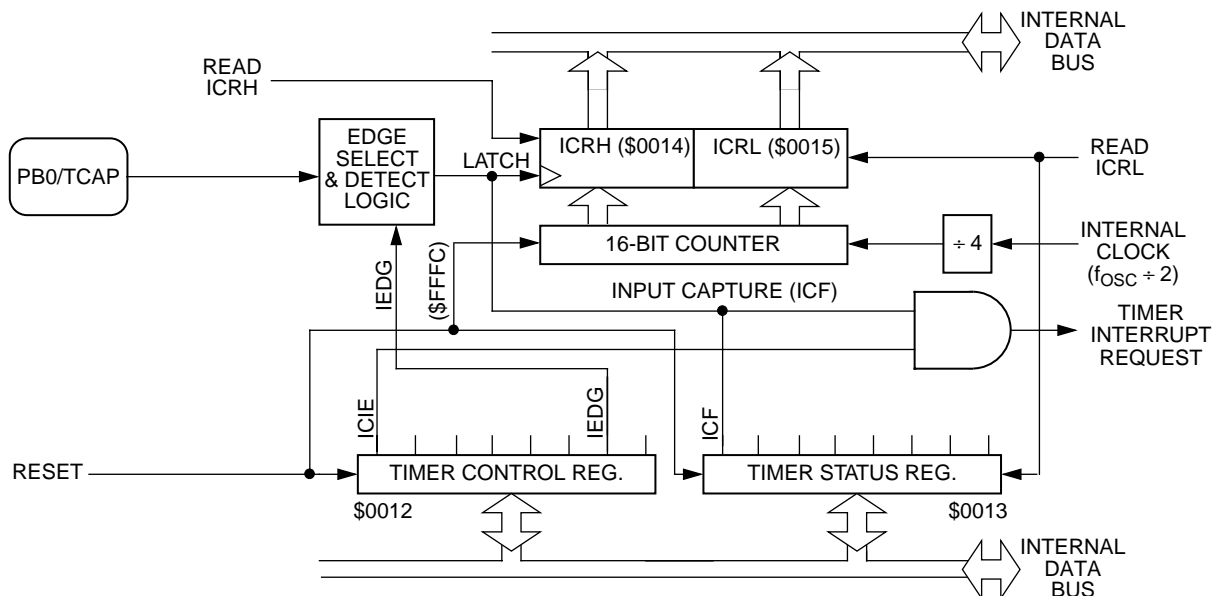 INTERNAL
DATA
BUS
READ
ICRH
EDGE
SELECT
& DETECT
LOGIC
LATCH
ICRH ($0014)
ICRL ($0015)
READ
ICRL
PB0/TCAP
16-BIT COUNTER
÷ 4
INTERNAL
CLOCK
(fOSC ÷ 2)
IEDG
($FFFC)
INPUT CAPTURE (ICF)
TIMER
INTERRUPT
REQUEST
ICIE
IEDG
ICF
RESET
TIMER CONTROL REG.
TIMER STATUS REG.
$0012
$0013
INTERNAL
DATA
BUS